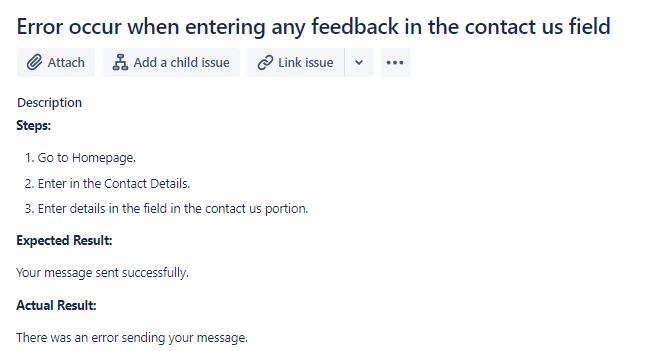 Error occur when entering any feedback in the contact us field
Attach Add a child issue Link issue
Description
Steps:
1. Go to Homepage.
2. Enter in the Contact Details.
3. Enter details in the field in the contact us portion.
Expected Result:
Your message sent successfully.
Actual Result:
There was an error sending your message.